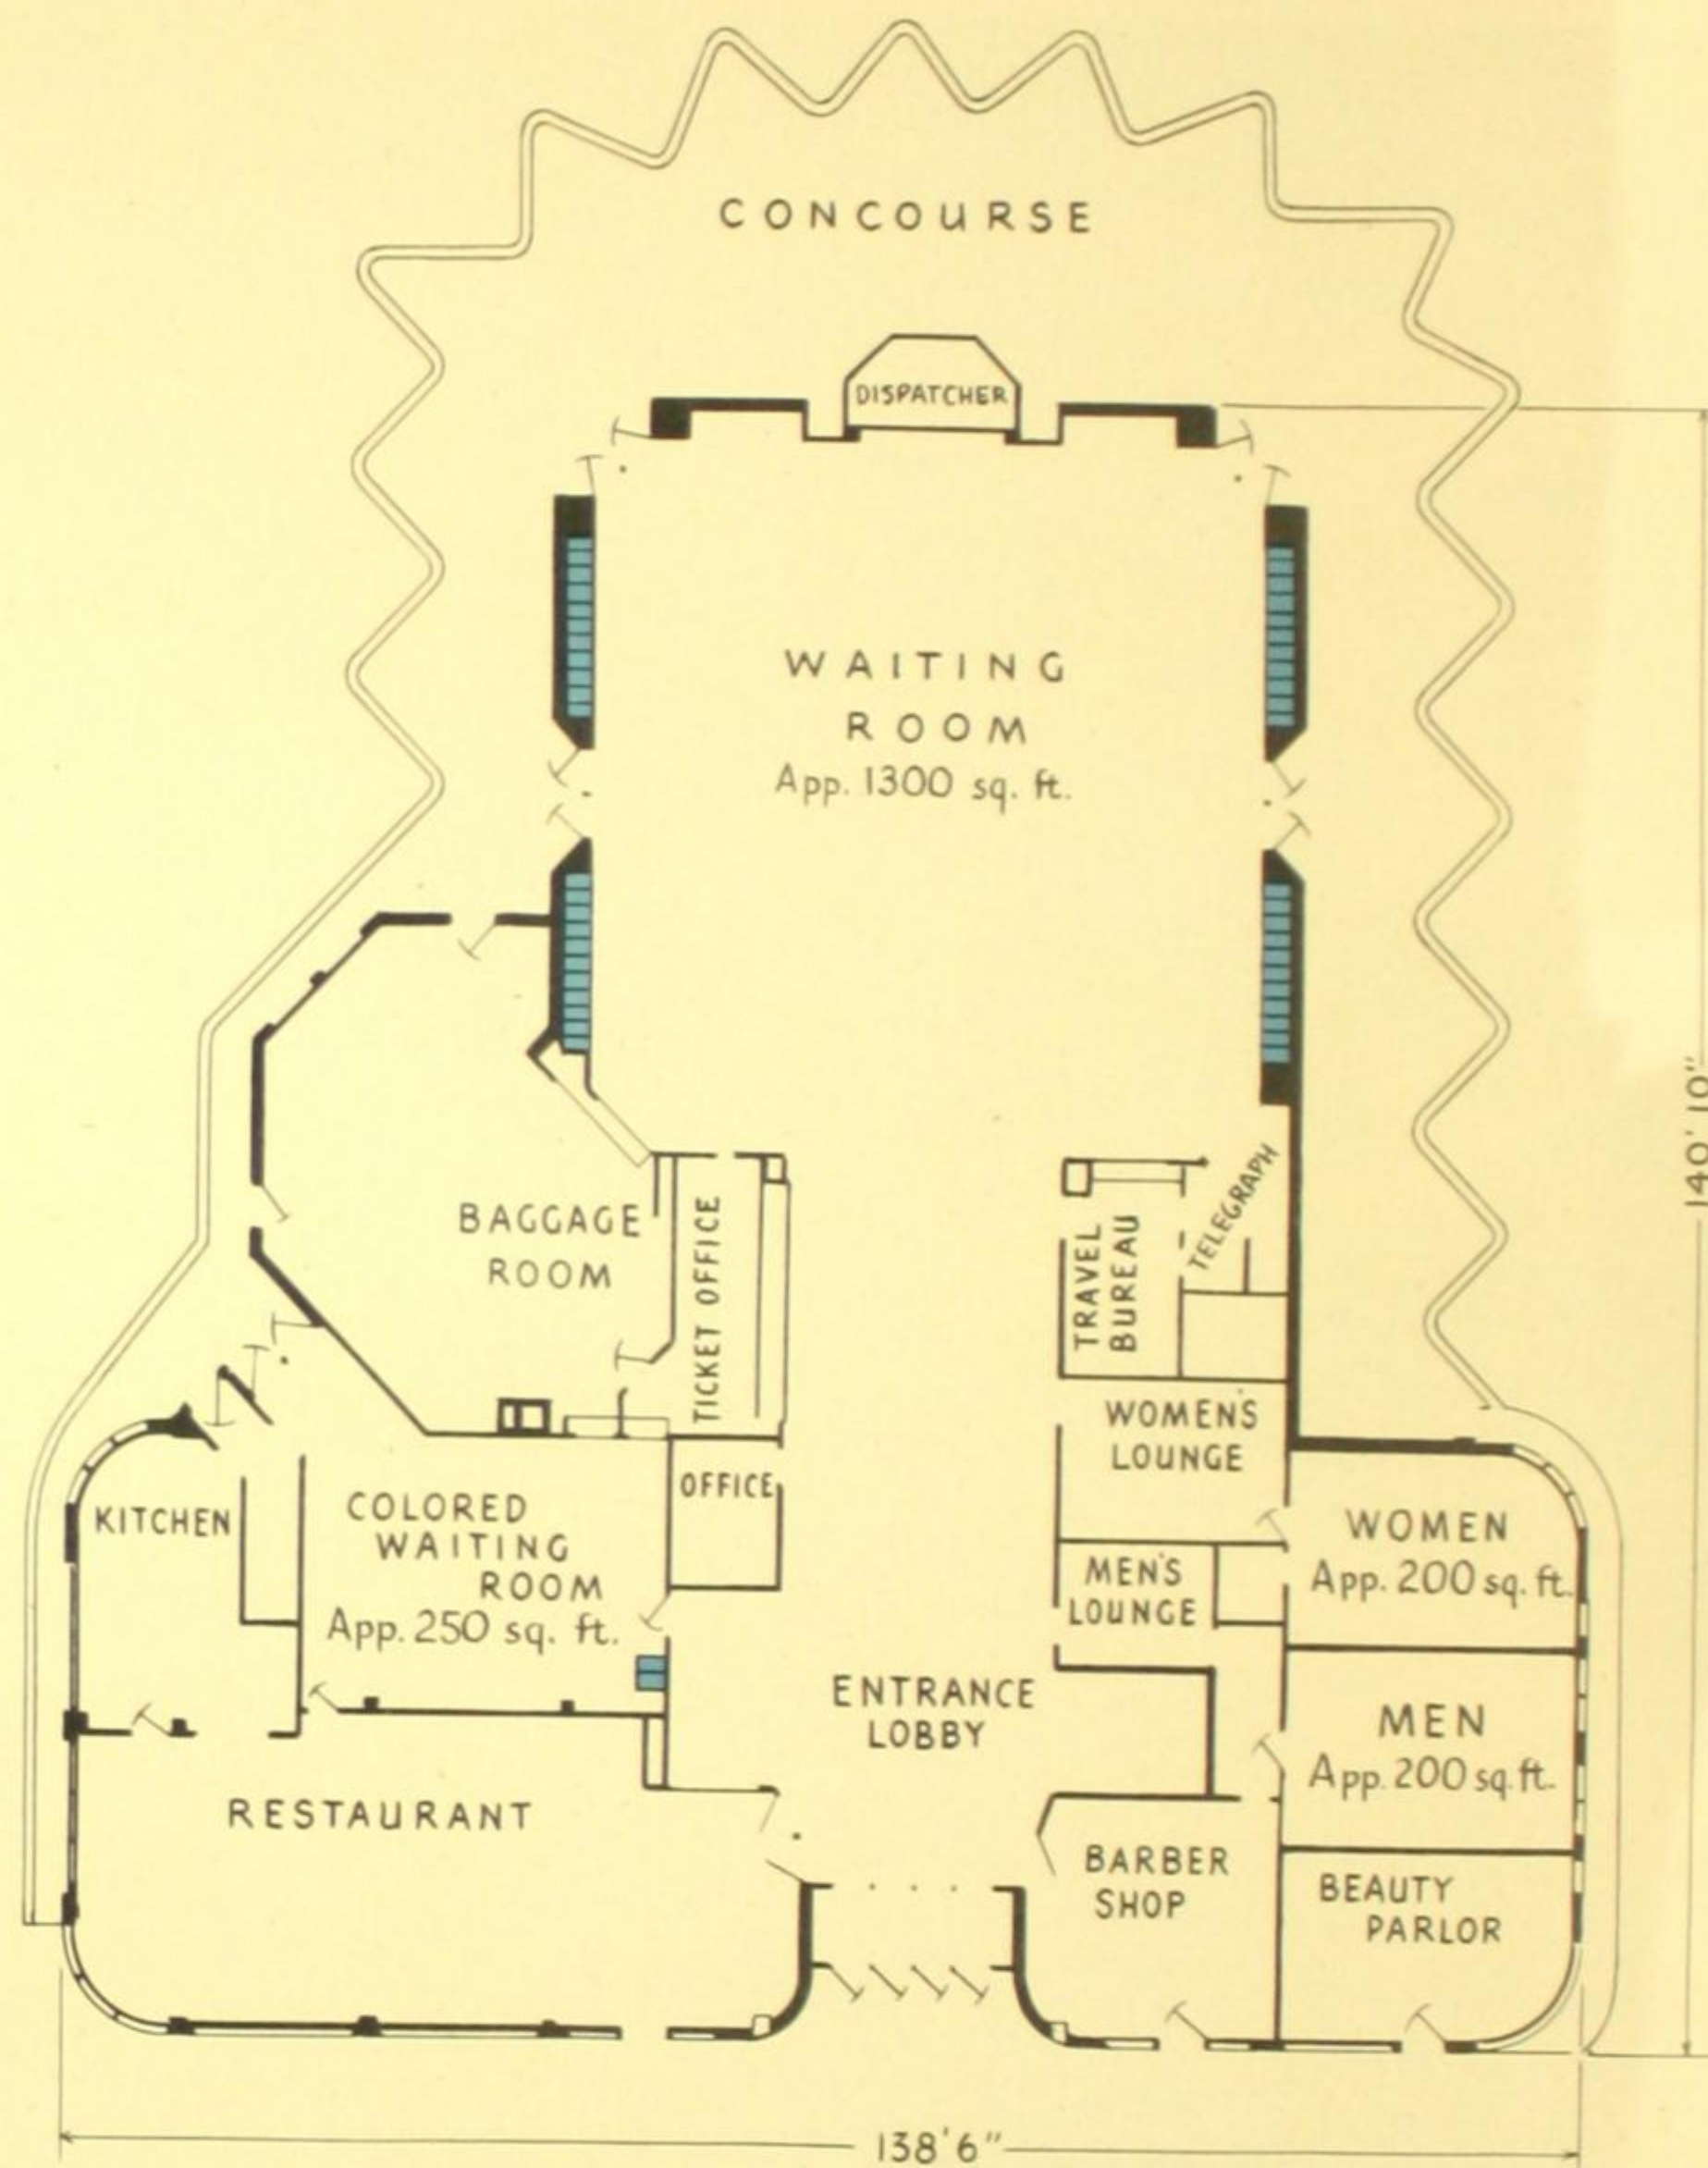 CONCOURSE
DISPATCHER
WAITING
ROOM
App. 1300 sq. ft.
BAGGAGE
ROOM
TICKET OFFICE
TRAVEL
BUREAU
TELEGRAPH
WOMEN'S
LOUNGE
OFFICE
KITCHEN
COLORED
WAITING
ROOM
App. 250 sq. ft.
MEN'S
LOUNGE
WOMEN
App. 200 sq. ft.
MEN
App. 200 sq. ft.
ENTRANCE
LOBBY
RESTAURANT
BARBER
SHOP
BEAUTY
PARLOR
140' 10"
138' 6"